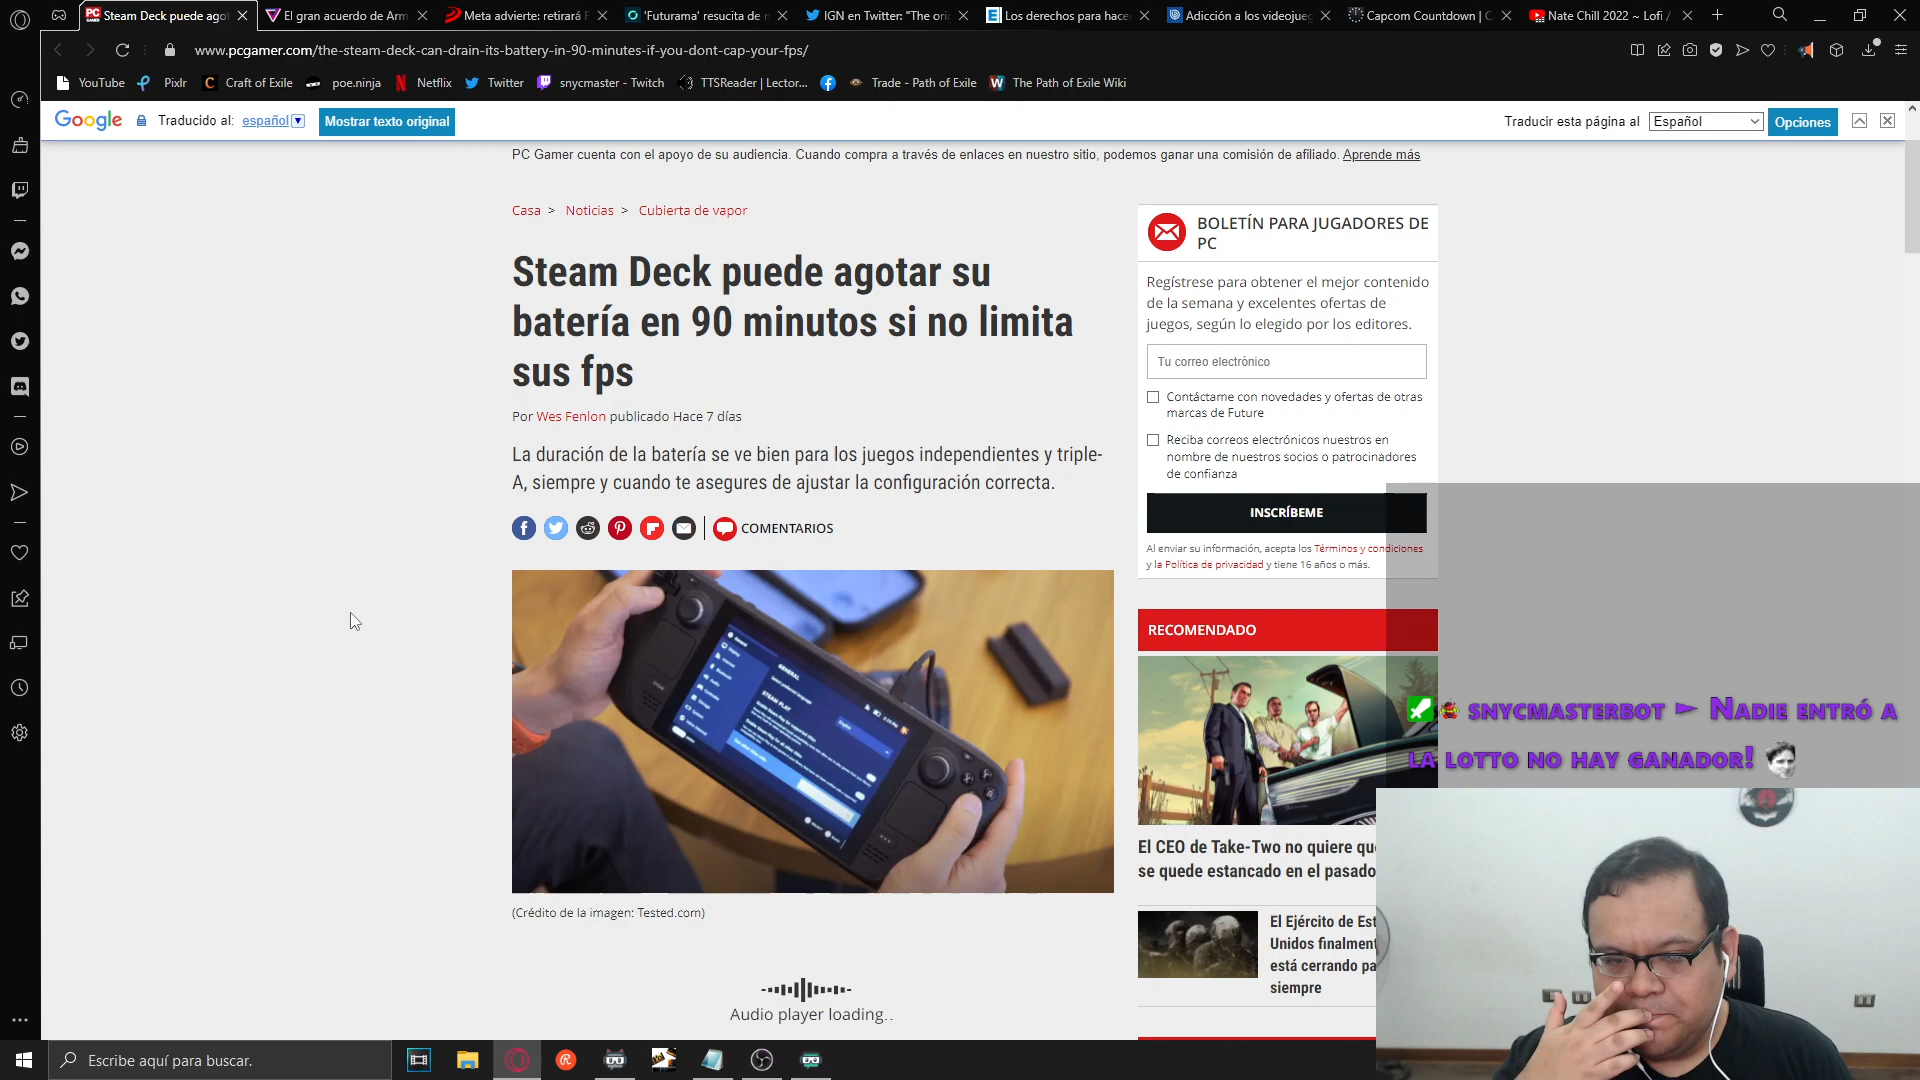 Steam Deck puede agot
El gran acuerdo de Arm
Meta advierte: retirará F
'Futurama' resucita de
IGN en Twitter: "The ori
Los derechos para hace
Adicción a los videojue
Capcom Countdown | C
Nate Chill 2022 ~ Lofi /
www.pcgamer.com/the-steam-deck-can-drain-its-battery-in-90-minutes-if-you-dont-cap-your-fps/
YouTube
Pixlr
Craft of Exile
poe.ninja
Netflix
Twitter
snycmaster - Twitch
TTSReader | Lector...
Trade - Path of Exile
The Path of Exile Wiki
Google Traducido al: español Mostrar texto original
Traducir esta página al Español Opciones
PC Gamer cuenta con el apoyo de su audiencia. Cuando compra a través de enlaces en nuestro sitio, podemos ganar una comisión de afiliado. Aprende más
Casa > Noticias > Cubierta de vapor
Steam Deck puede agotar su
batería en 90 minutos si no limita
sus fps
Por Wes Fenlon publicado Hace 7 días
La duración de la batería se ve bien para los juegos independientes y triple-
A, siempre y cuando te asegures de ajustar la configuración correcta.
COMENTARIOS
GENERAL
STEAM PLAY
(Crédito de la imagen: Tested.com)
Audio player loading..
BOLETÍN PARA JUGADORES DE
PC
Regístrese para obtener el mejor contenido
de la semana y excelentes ofertas de
juegos, según lo elegido por los editores.
Tu correo electrónico
Contáctame con novedades y ofertas de otras
marcas de Future
Reciba correos electrónicos nuestros en
nombre de nuestros socios o patrocinadores
de confianza
INSCRÍBEME
Al enviar su información, acepta los Términos y condiciones
y la Política de privacidad y tiene 16 años o más.
RECOMENDADO
El CEO de Take-Two no quiere qu
se quede estancado en el pasado
El Ejército de Est
Unidos finalment
está cerrando pa
siempre
snycmasterbot ► Nadie entró a
la lotto no hay ganador!
Escribe aquí para buscar.